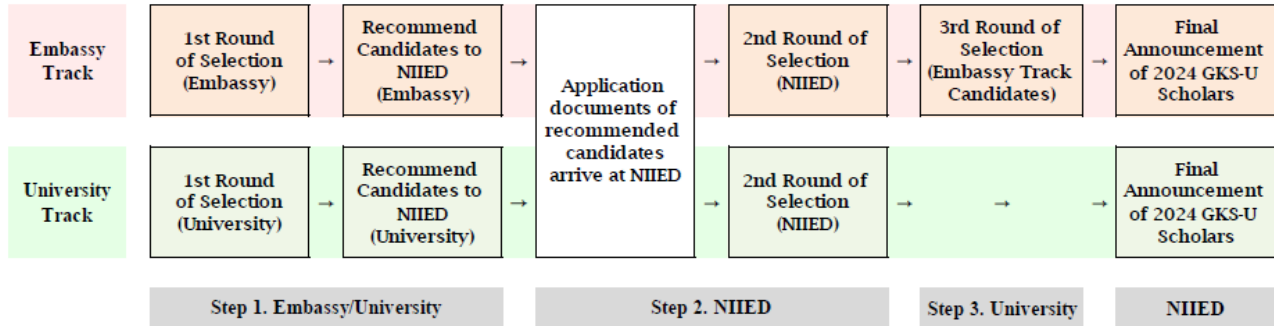 Embassy
Track
1st Round
of Selection
(Embassy)
→
Recommend
Candidates to
NIIED
(Embassy)
→
Application
documents of
recommended
candidates
arrive at NIIED
→
2nd Round of
Selection
(NIIED)
→
3rd Round of
Selection
(Embassy Track
Candidates)
→
Final
Announcement
of 2024 GKS-U
Scholars
University
Track
1st Round
of Selection
(University)
→
Recommend
Candidates to
NIIED
(University)
→
→
2nd Round of
Selection
(NIIED)
→
→
→
Final
Announcement
of 2024 GKS-U
Scholars
Step 1. Embassy/University
Step 2. NIIED
Step 3. University
NIIED